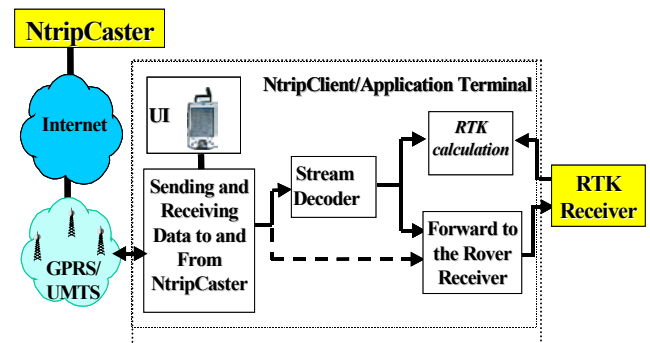 NtripCaster
NtripClient/Application Terminal
UI
Internet
RTK
calculation
Stream
Decoder
Sending and
Receiving
Data to and
From
NtripCaster
RTK
Receiver
Forward to
the Rover
Receiver
GPRS/
UMTS